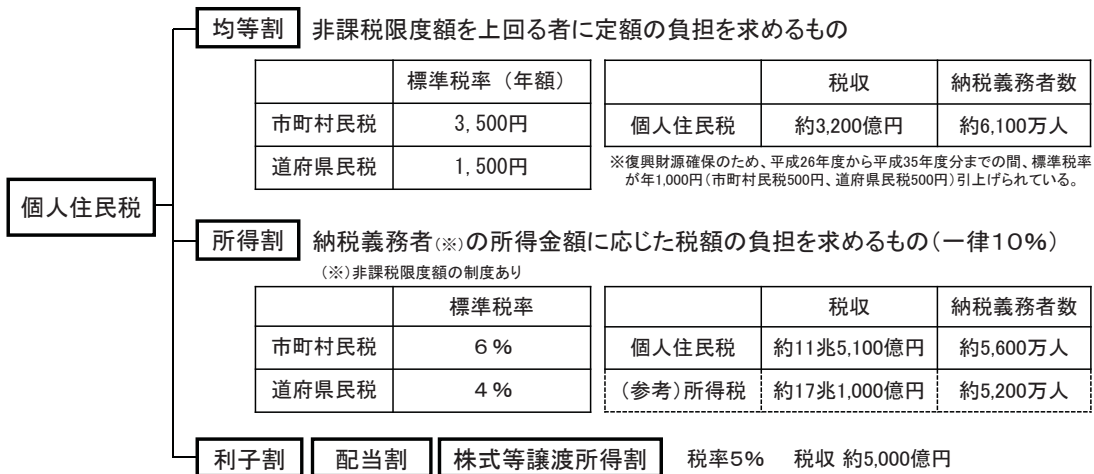 均等割 非課税限度額を上回る者に定額の負担を求めるもの
標準税率（年額）
市町村民税 3,500円
道府県民税 1,500円
税収 納税義務者数
個人住民税 約3,200億円 約6,100万人
※復興財源確保のため、平成26年度から平成35年度分までの間、標準税率
が年1,000円（市町村民税500円、道府県民税500円）引上げられている。
個人住民税
所得割 納税義務者(※)の所得金額に応じた税額の負担を求めるもの（一律10％）
(※)非課税限度額の制度あり
標準税率
市町村民税 6％
道府県民税 4％
税収 納税義務者数
個人住民税 約11兆5,100億円 約5,600万人
(参考)所得税 約17兆1,000億円 約5,200万人
利子割 配当割 株式等譲渡所得割 税率5％ 税収 約5,000億円